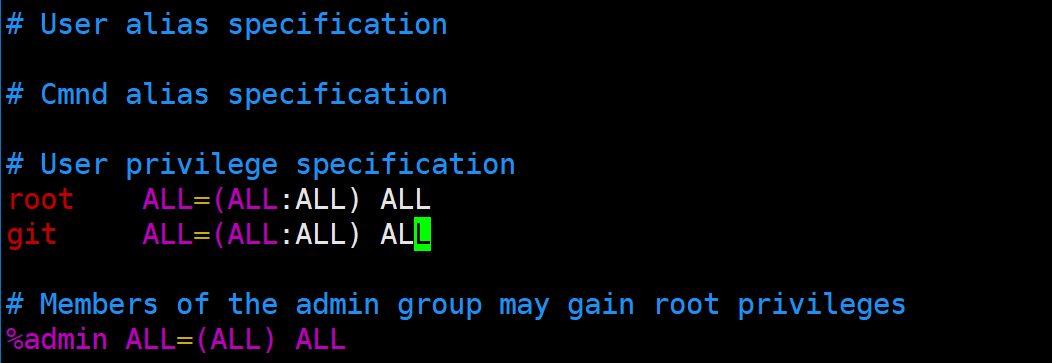 # User alias specification
# Cmnd alias specification
# User privilege specification
root    ALL=(ALL:ALL) ALL
git     ALL=(ALL:ALL) ALL
# Members of the admin group may gain root privileges
%admin ALL=(ALL) ALL